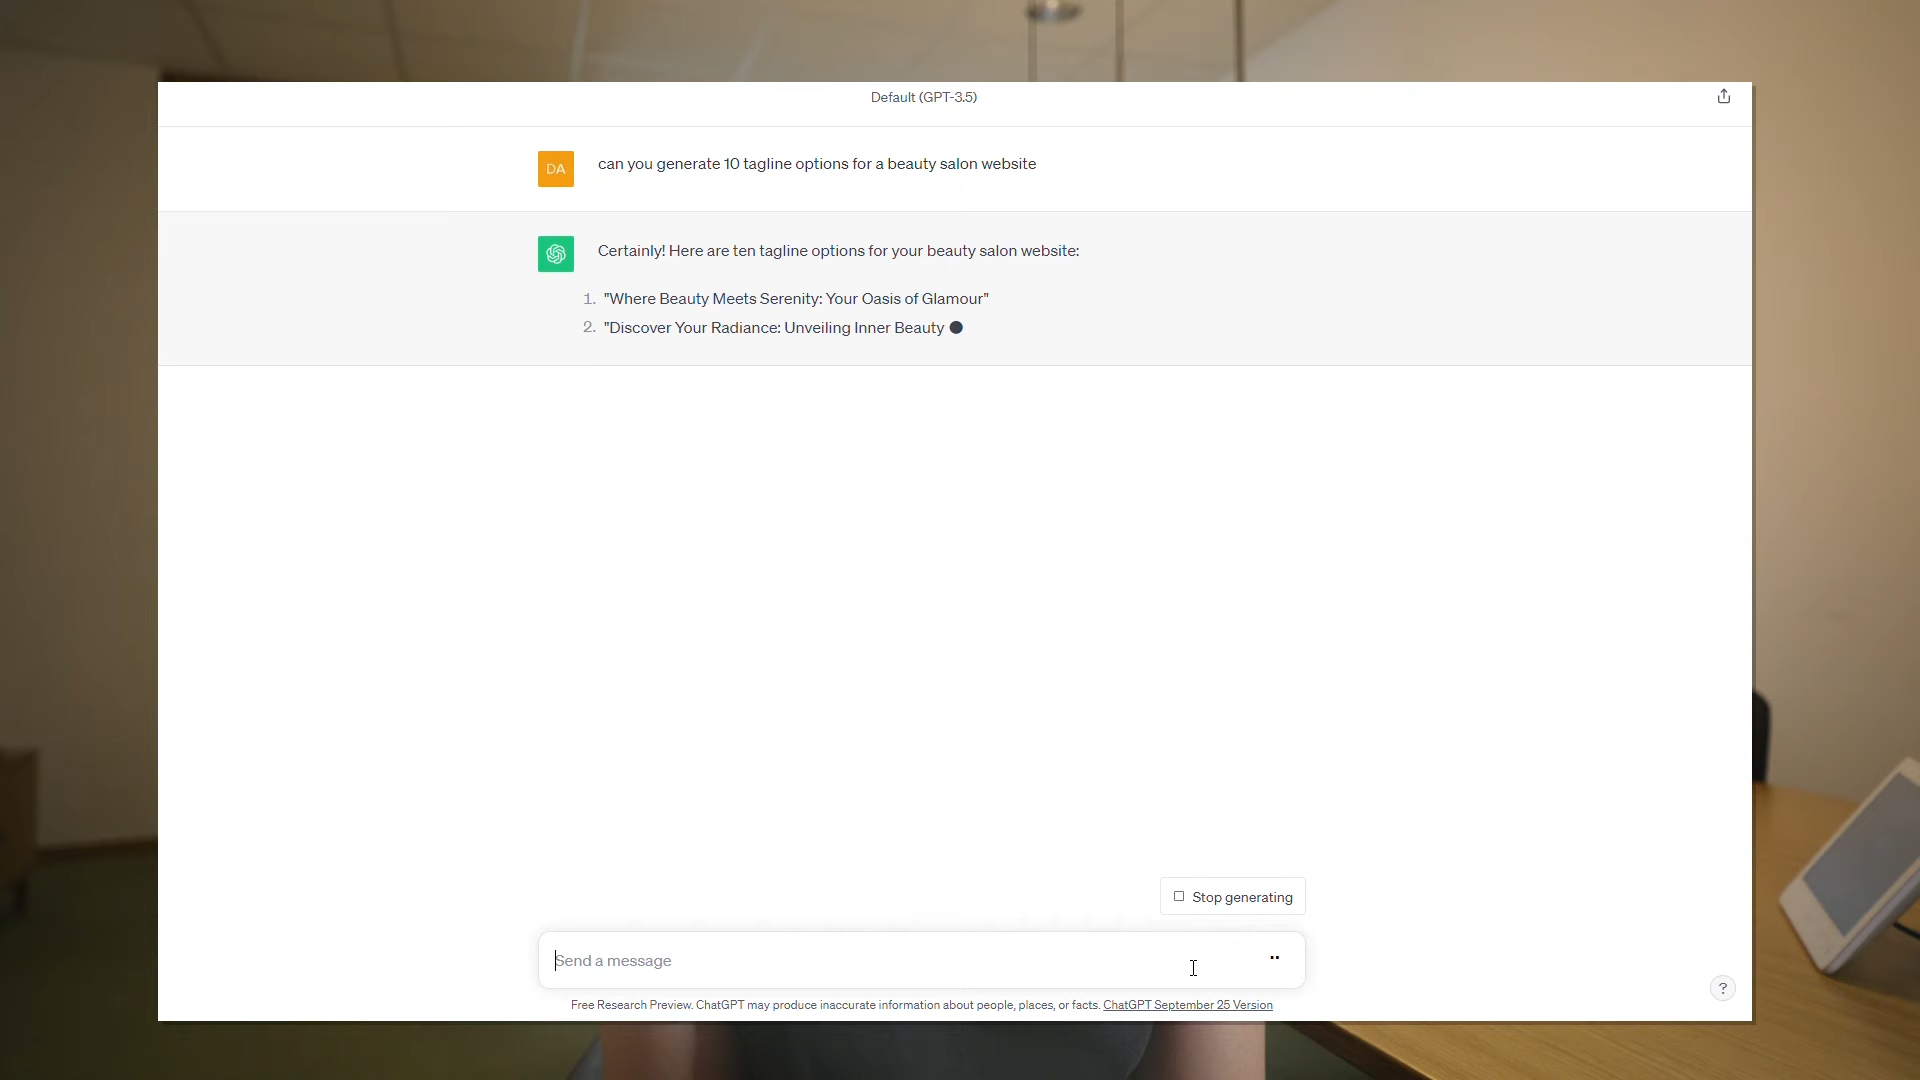 Default (GPT-3.5)
DA
can you generate 10 tagline options for a beauty salon website
Certainly! Here are ten tagline options for your beauty salon website:
1. "Where Beauty Meets Serenity: Your Oasis of Glamour"
2. "Discover Your Radiance: Unveiling Inner Beauty
Stop generating
Send a message
Free Research Preview. ChatGPT may produce inaccurate information about people, places, or facts. ChatGPT September 25 Version
?